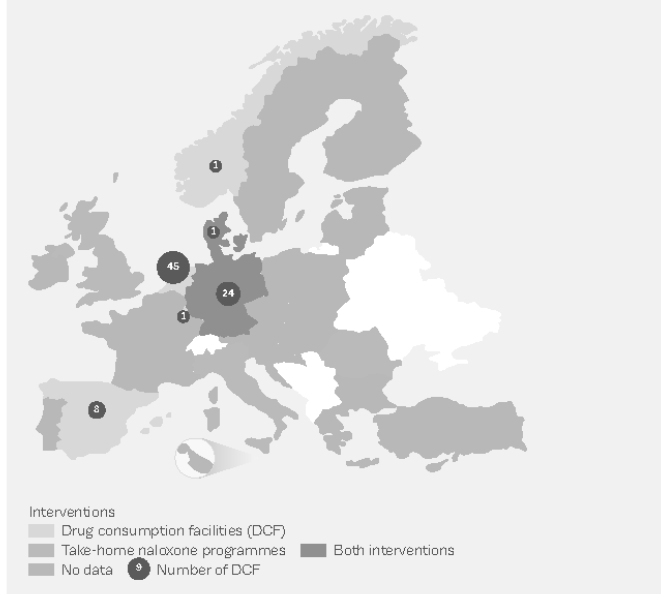 1
1
45
24
1
8
Interventions
Drug consumption facilities (DCF)
Take-home naloxone programmes Both interventions
No data 9 Number of DCF